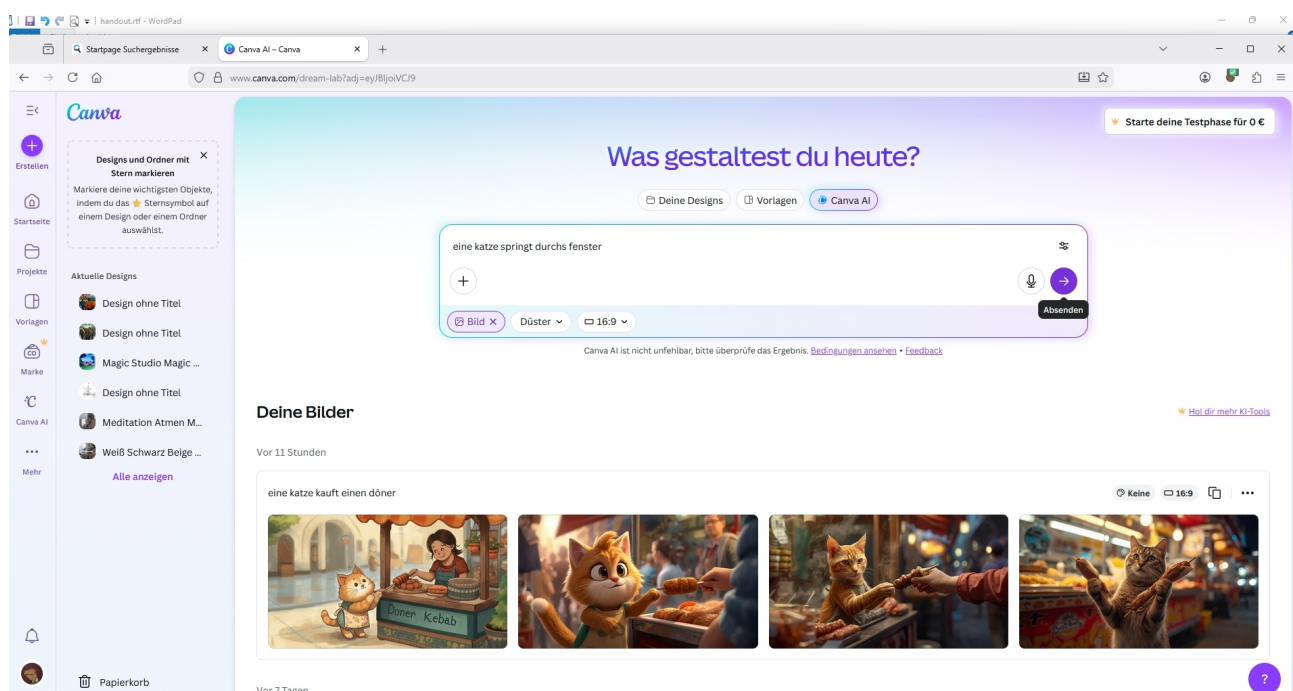 handout.rtf - WordPad
Startpage Suchergebnisse
Canva AI – Canva
www.canva.com/dream-lab?adj=eyJBIjoiVCJ9
Canva
Erstellen
Startseite
Projekte
Vorlagen
Marke
Canva AI
Mehr
Designs und Ordner mit
Stern markieren
Markiere deine wichtigsten Objekte,
indem du das ⭐ Sternsymbol auf
einem Design oder einem Ordner
auswählst.
Aktuelle Designs
Design ohne Titel
Design ohne Titel
Magic Studio Magic ...
Design ohne Titel
Meditation Atmen M...
Weiß Schwarz Beige ...
Alle anzeigen
Papierkorb
Starte deine Testphase für 0 €
Was gestaltest du heute?
Deine Designs
Vorlagen
Canva AI
eine katze springt durchs fenster
Absenden
Bild
Düster
16:9
Canva AI ist nicht unfehlbar, bitte überprüfe das Ergebnis. Bedingungen ansehen • Feedback
Deine Bilder
Hol dir mehr KI-Tools
Vor 11 Stunden
eine katze kauft einen döner
Keine
16:9
Doner Kebab
Vor 7 Tagen
?